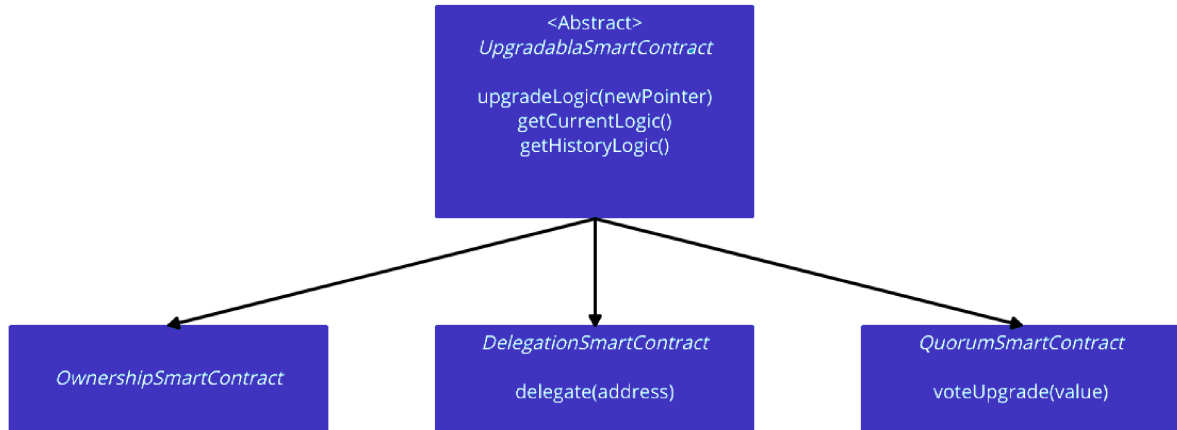 <Abstract>
UpgradablaSmartContract
upgradeLogic(newPointer)
getCurrentLogic()
getHistoryLogic()
OwnershipSmartContract
DelegationSmartContract
delegate(address)
QuorumSmartContract
voteUpgrade(value)